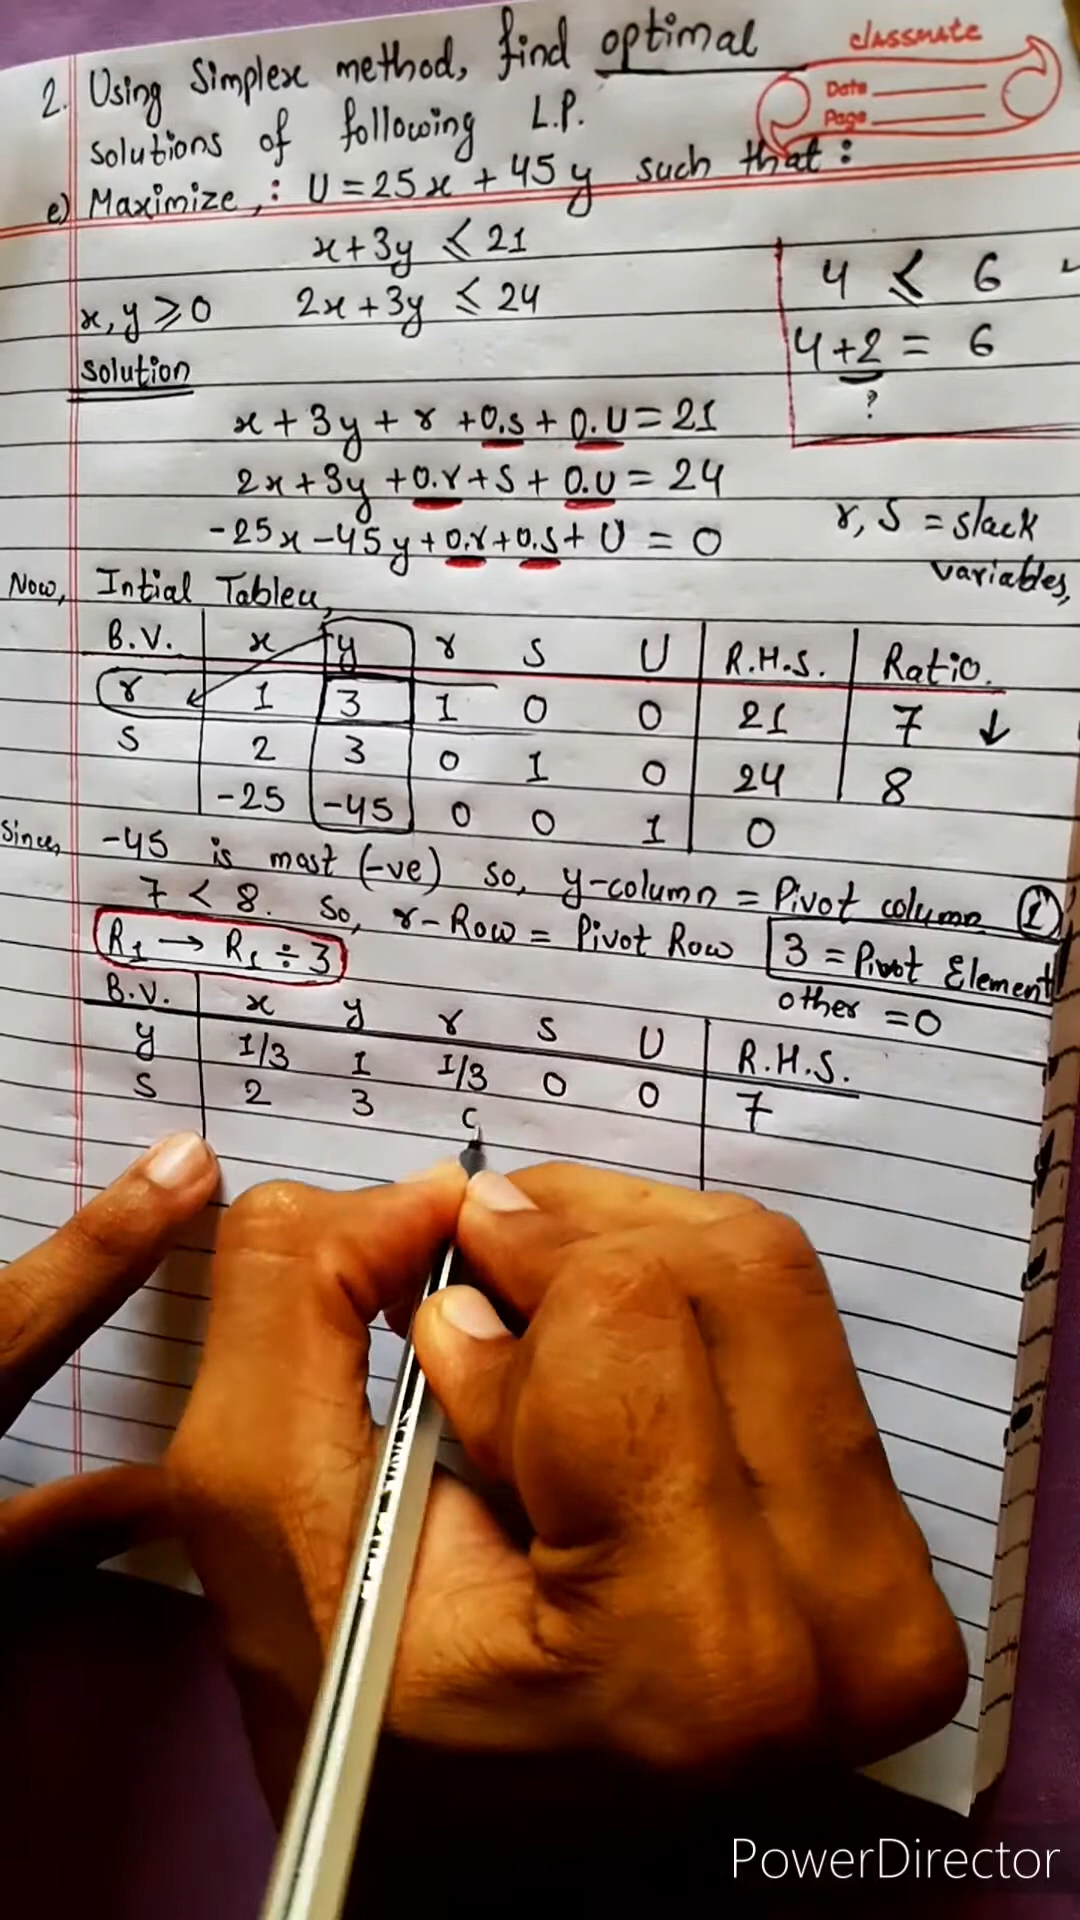 classmate
Date
Page
2. Using Simplex method, find optimal
solutions of following L.P.
e) Maximize, : U = 25x + 45y such that :
x + 3y ≤ 21
x, y ≥ 0 2x + 3y ≤ 24
4 ≤ 6
4 + 2 = 6
?
solution
x + 3y + r + 0.s + 0.U = 21
2x + 3y + 0.r + S + 0.U = 24
-25x - 45y + 0.r + 0.s + U = 0
r, S = slack
variables,
Now, Intial Tableu,
B.V. x y r S U R.H.S. Ratio.
r 1 3 1 0 0 21 7 ↓
S 2 3 0 1 0 24 8
-25 -45 0 0 1 0
Since, -45 is most (-ve) so, y-column = Pivot column ①
7 < 8. So, r-Row = Pivot Row 3 = Pivot Element
R₁ → R₁ ÷ 3 other = 0
B.V. x y r S U R.H.S.
y 1/3 1 1/3 0 0 7
S 2 3
PowerDirector